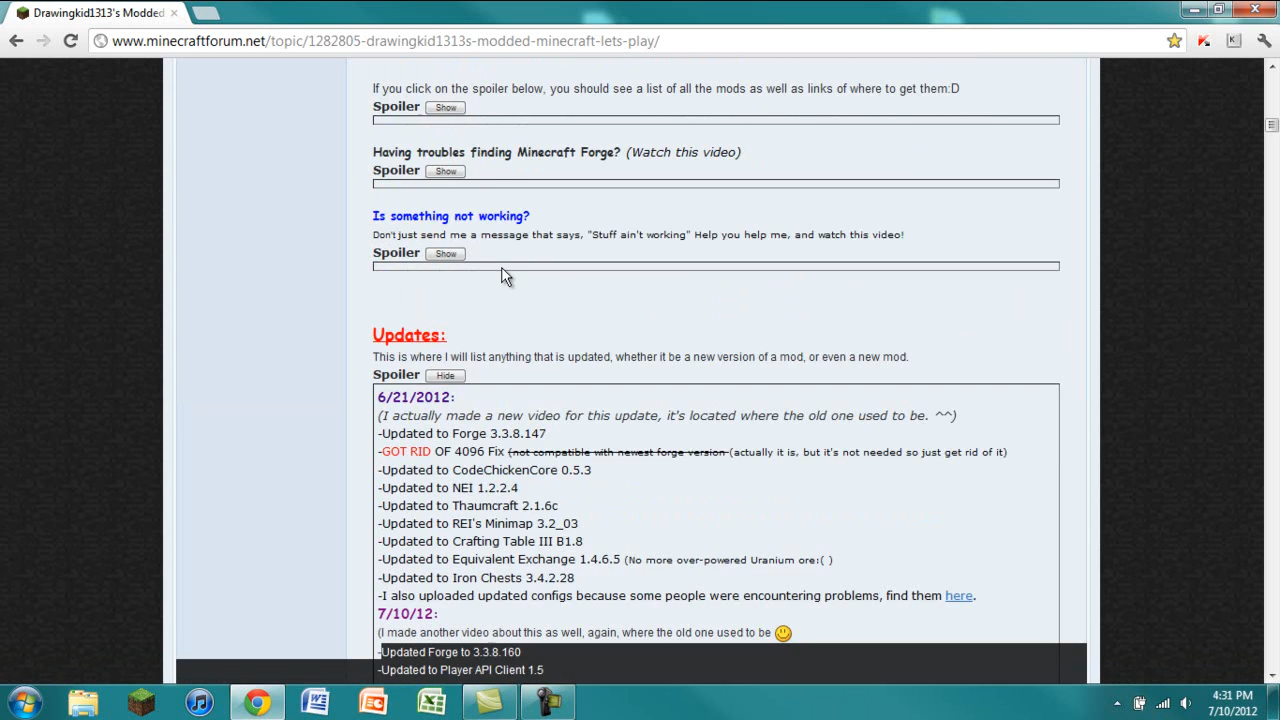 Drawingkid1313's Modded
www.minecraftforum.net/topic/1282805-drawingkid1313s-modded-minecraft-lets-play/
If you click on the spoiler below, you should see a list of all the mods as well as links of where to get them:D
Spoiler Show
Having troubles finding Minecraft Forge? (Watch this video)
Spoiler Show
Is something not working?
Don't just send me a message that says, "Stuff ain't working" Help you help me, and watch this video!
Spoiler Show
Updates:
This is where I will list anything that is updated, whether it be a new version of a mod, or even a new mod.
Spoiler Hide
6/21/2012:
(I actually made a new video for this update, it's located where the old one used to be. ^^)
-Updated to Forge 3.3.8.147
-GOT RID OF 4096 Fix (not compatible with newest forge version (actually it is, but it's not needed so just get rid of it)
-Updated to CodeChickenCore 0.5.3
-Updated to NEI 1.2.2.4
-Updated to Thaumcraft 2.1.6c
-Updated to REI's Minimap 3.2_03
-Updated to Crafting Table III B1.8
-Updated to Equivalent Exchange 1.4.6.5 (No more over-powered Uranium ore:( )
-Updated to Iron Chests 3.4.2.28
-I also uploaded updated configs because some people were encountering problems, find them here.
7/10/12:
(I made another video about this as well, again, where the old one used to be
-Updated Forge to 3.3.8.160
-Updated to Player API Client 1.5
4:31 PM
7/10/2012